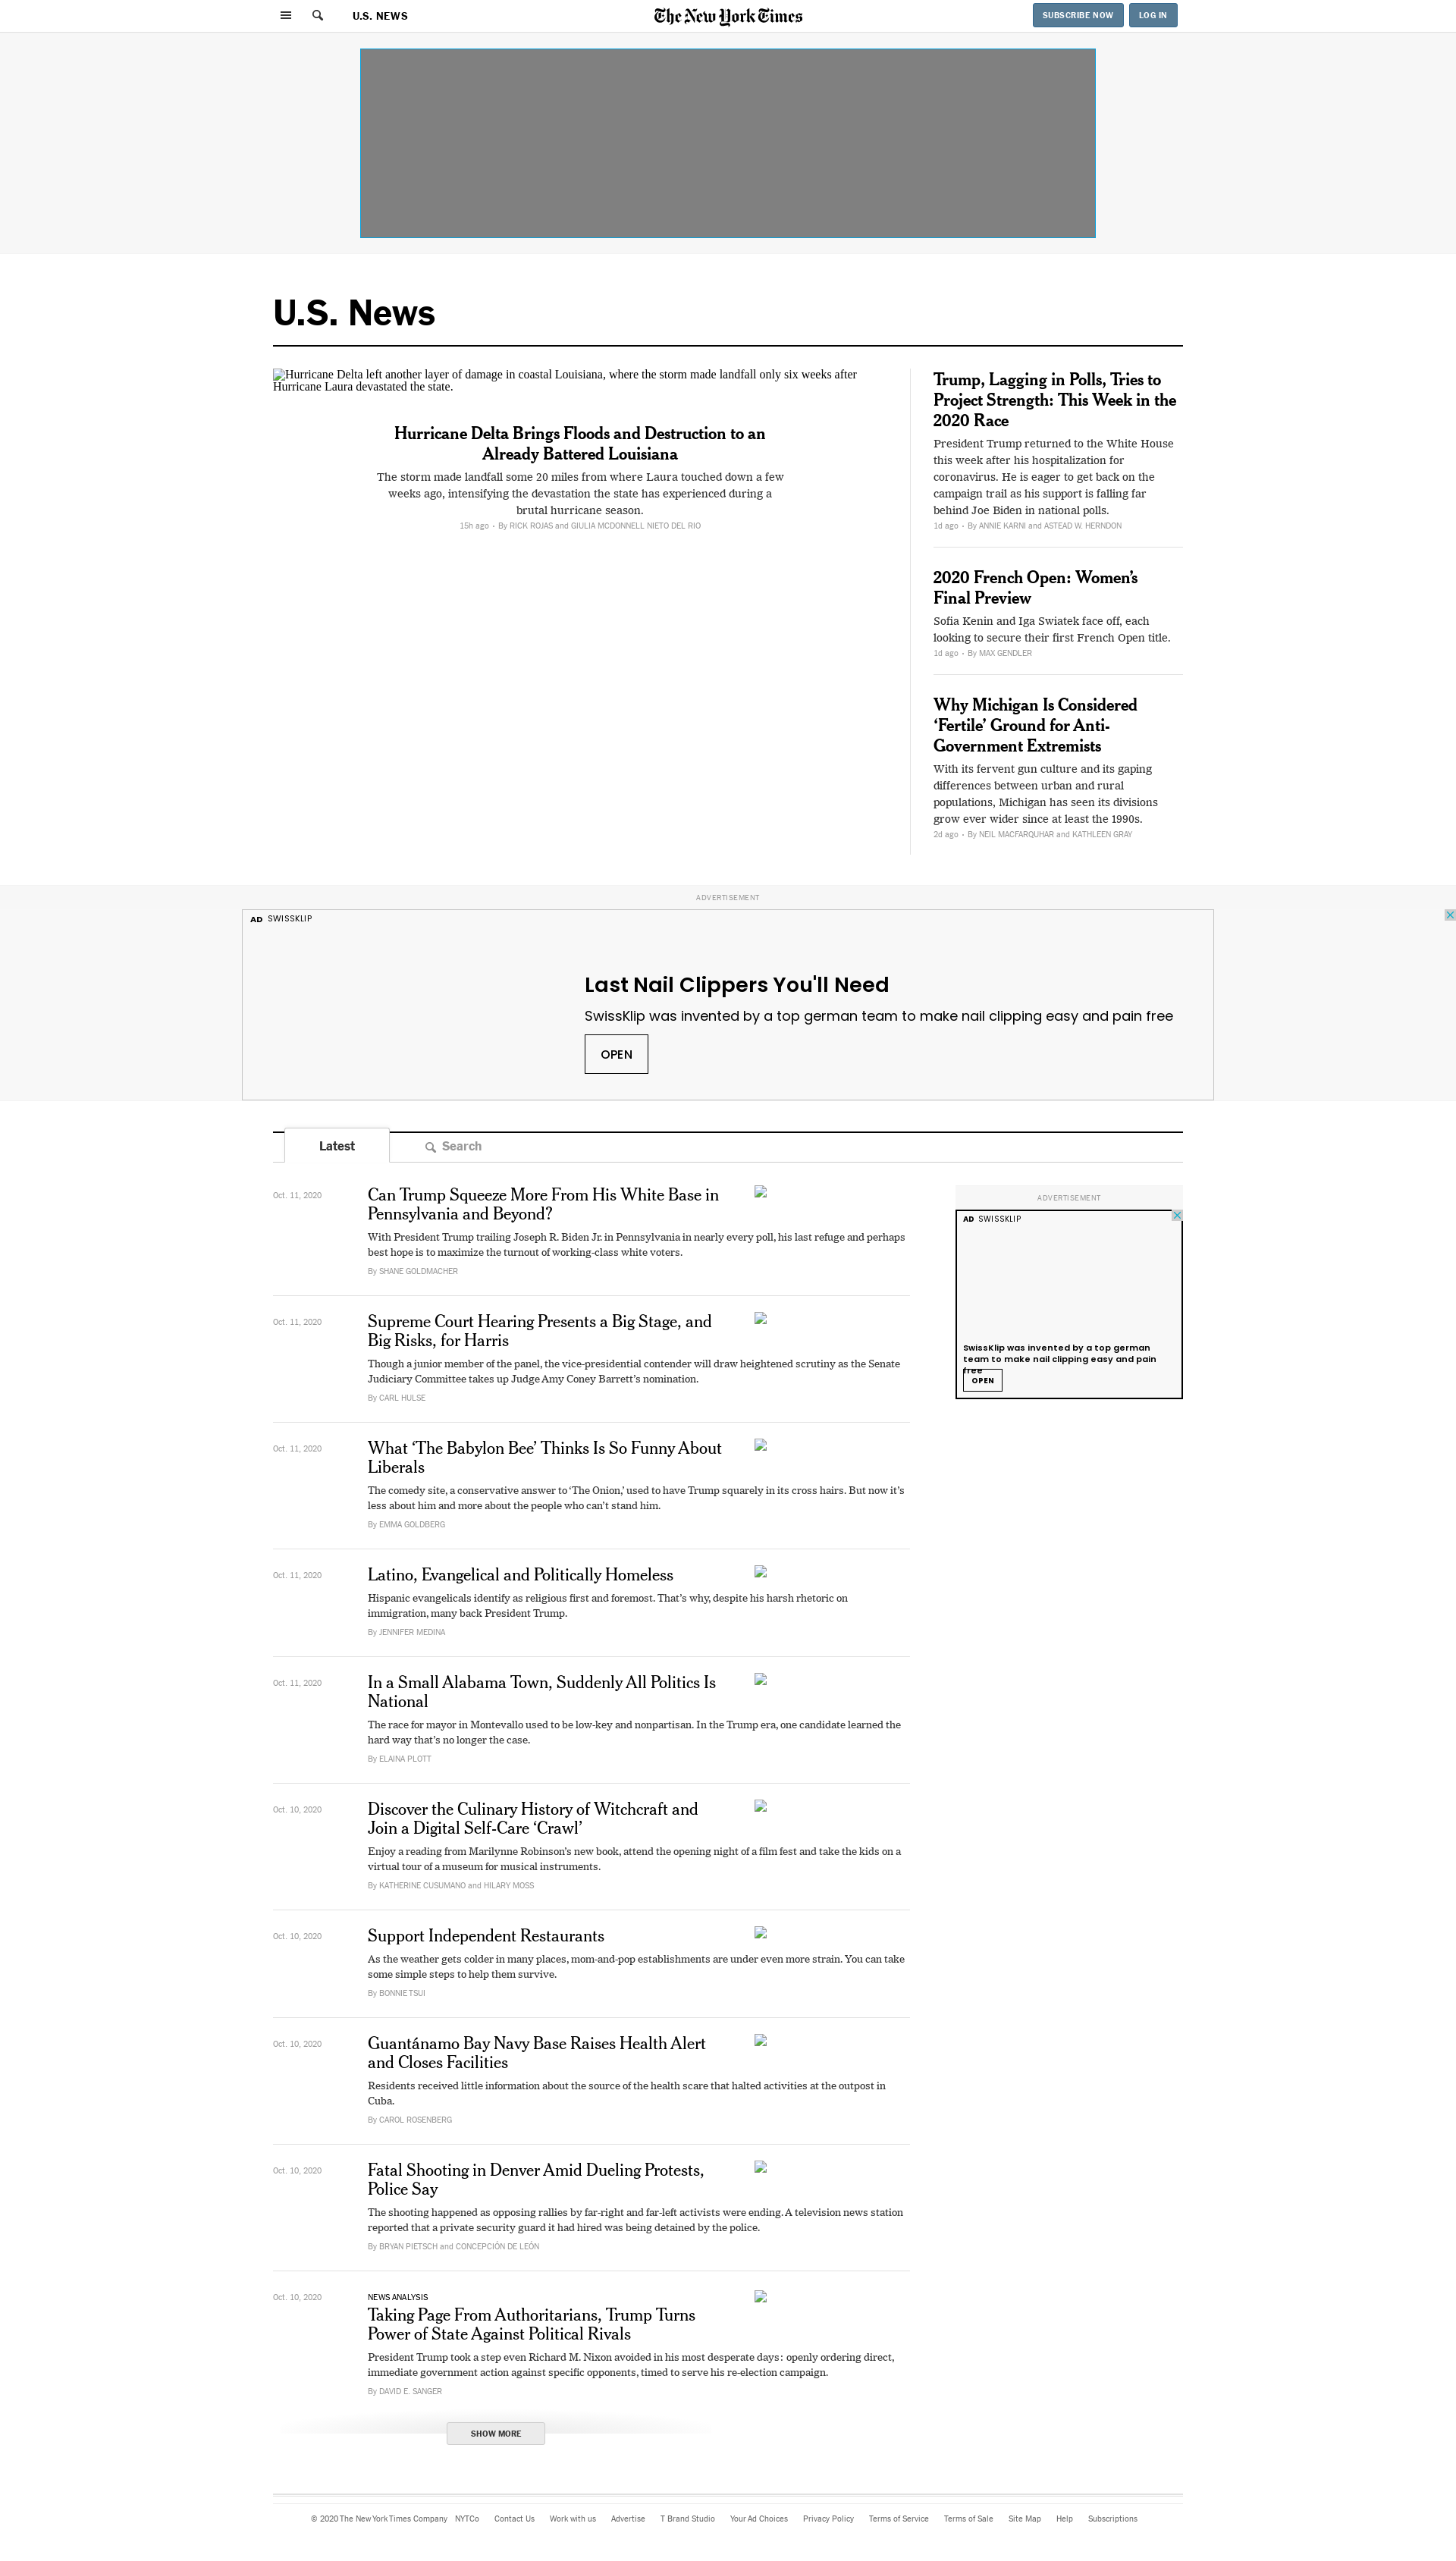 U.S. NEWS
The New York Times
SUBSCRIBE NOW
LOG IN
U.S. News
Hurricane Delta left another layer of damage in coastal Louisiana, where the storm made landfall only six weeks after
Hurricane Laura devastated the state.
Hurricane Delta Brings Floods and Destruction to an
Already Battered Louisiana
The storm made landfall some 20 miles from where Laura touched down a few
weeks ago, intensifying the devastation the state has experienced during a
brutal hurricane season.
15h ago • By RICK ROJAS and GIULIA MCDONNELL NIETO DEL RIO
Trump, Lagging in Polls, Tries to
Project Strength: This Week in the
2020 Race
President Trump returned to the White House
this week after his hospitalization for
coronavirus. He is eager to get back on the
campaign trail as his support is falling far
behind Joe Biden in national polls.
1d ago • By ANNIE KARNI and ASTEAD W. HERNDON
2020 French Open: Women’s
Final Preview
Sofia Kenin and Iga Swiatek face off, each
looking to secure their first French Open title.
1d ago • By MAX GENDLER
Why Michigan Is Considered
‘Fertile’ Ground for Anti-
Government Extremists
With its fervent gun culture and its gaping
differences between urban and rural
populations, Michigan has seen its divisions
grow ever wider since at least the 1990s.
2d ago • By NEIL MACFARQUHAR and KATHLEEN GRAY
ADVERTISEMENT
AD SWISSKLIP
Last Nail Clippers You'll Need
SwissKlip was invented by a top german team to make nail clipping easy and pain free
OPEN
Latest
Search
Oct. 11, 2020
Can Trump Squeeze More From His White Base in
Pennsylvania and Beyond?
With President Trump trailing Joseph R. Biden Jr. in Pennsylvania in nearly every poll, his last refuge and perhaps
best hope is to maximize the turnout of working-class white voters.
By SHANE GOLDMACHER
ADVERTISEMENT
AD SWISSKLIP
SwissKlip was invented by a top german
team to make nail clipping easy and pain
free
OPEN
Oct. 11, 2020
Supreme Court Hearing Presents a Big Stage, and
Big Risks, for Harris
Though a junior member of the panel, the vice-presidential contender will draw heightened scrutiny as the Senate
Judiciary Committee takes up Judge Amy Coney Barrett’s nomination.
By CARL HULSE
Oct. 11, 2020
What ‘The Babylon Bee’ Thinks Is So Funny About
Liberals
The comedy site, a conservative answer to ‘The Onion,’ used to have Trump squarely in its cross hairs. But now it’s
less about him and more about the people who can’t stand him.
By EMMA GOLDBERG
Oct. 11, 2020
Latino, Evangelical and Politically Homeless
Hispanic evangelicals identify as religious first and foremost. That’s why, despite his harsh rhetoric on
immigration, many back President Trump.
By JENNIFER MEDINA
Oct. 11, 2020
In a Small Alabama Town, Suddenly All Politics Is
National
The race for mayor in Montevallo used to be low-key and nonpartisan. In the Trump era, one candidate learned the
hard way that’s no longer the case.
By ELAINA PLOTT
Oct. 10, 2020
Discover the Culinary History of Witchcraft and
Join a Digital Self-Care ‘Crawl’
Enjoy a reading from Marilynne Robinson’s new book, attend the opening night of a film fest and take the kids on a
virtual tour of a museum for musical instruments.
By KATHERINE CUSUMANO and HILARY MOSS
Oct. 10, 2020
Support Independent Restaurants
As the weather gets colder in many places, mom-and-pop establishments are under even more strain. You can take
some simple steps to help them survive.
By BONNIE TSUI
Oct. 10, 2020
Guantánamo Bay Navy Base Raises Health Alert
and Closes Facilities
Residents received little information about the source of the health scare that halted activities at the outpost in
Cuba.
By CAROL ROSENBERG
Oct. 10, 2020
Fatal Shooting in Denver Amid Dueling Protests,
Police Say
The shooting happened as opposing rallies by far-right and far-left activists were ending. A television news station
reported that a private security guard it had hired was being detained by the police.
By BRYAN PIETSCH and CONCEPCIÓN DE LEÓN
Oct. 10, 2020
NEWS ANALYSIS
Taking Page From Authoritarians, Trump Turns
Power of State Against Political Rivals
President Trump took a step even Richard M. Nixon avoided in his most desperate days: openly ordering direct,
immediate government action against specific opponents, timed to serve his re-election campaign.
By DAVID E. SANGER
SHOW MORE
© 2020 The New York Times Company NYTCo Contact Us Work with us Advertise T Brand Studio Your Ad Choices Privacy Policy Terms of Service Terms of Sale Site Map Help Subscriptions